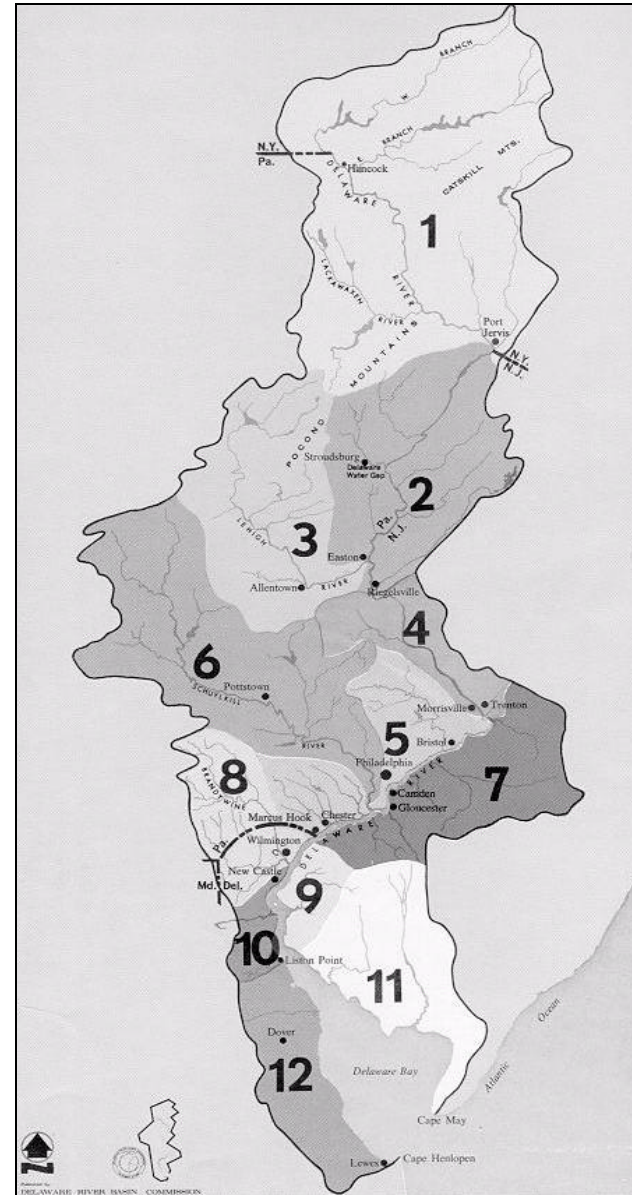 W. BRANCH
N.Y.
Pa.
E. BRANCH
Hancock
CATSKILL MTS.
DELAWARE
RIVER
1
LACKAWAXEN
RIVER
Port
Jervis
N.Y.
N.J.
POCONO MOUNTAINS
Stroudsburg
Delaware
Water Gap
2
Pa.
N.J.
3
LEHIGH
RIVER
Easton
Allentown
Riegelsville
4
6
Pottstown
SCHUYLKILL
RIVER
Morrisville
Trenton
5
Bristol
Philadelphia
7
8
BRANDYWINE
Camden
Gloucester
DELAWARE RIVER
Marcus Hook
Chester
Wilmington
Pa.
New Castle
Md.
Del.
9
10
Liston Point
11
Dover
12
Delaware Bay
Atlantic Ocean
Cape May
Lewes
Cape Henlopen
N
DELAWARE RIVER BASIN COMMISSION